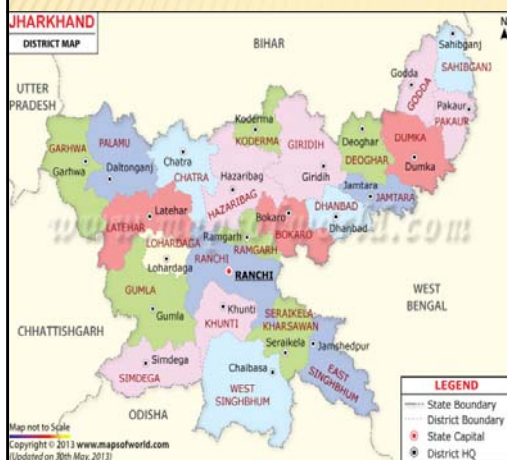 JHARKHAND
DISTRICT MAP
N
BIHAR
Sahibganj
SAHIBGANJ
UTTER
PRADESH
Godda
GODDA
Pakaur
PAKAUR
Koderma
KODERMA
GIRIDIH
Giridih
Deoghar
DEOGHAR
DUMKA
Dumka
GARHWA
Garhwa
PALAMU
Daltonganj
Chatra
CHATRA
Hazaribag
HAZARIBAG
Jamtara
JAMTARA
DHANBAD
Dhanbad
Latehar
LATEHAR
Bokaro
BOKARO
www.mapsofworld.com
LOHARDAGA
Lohardaga
Ramgarh
RAMGARH
RANCHI
RANCHI
GUMLA
Gumla
Khunti
KHUNTI
SERAIKELA
KHARSAWAN
Seraikela
Jamshedpur
EAST
SINGHBHUM
WEST
BENGAL
CHHATTISHGARH
Simdega
SIMDEGA
Chaibasa
WEST
SINGHBHUM
ODISHA
LEGEND
State Boundary
District Boundary
State Capital
District HQ
Map not to Scale
Copyright © 2013 www.mapsofworld.com
(Updated on 30th May, 2013)